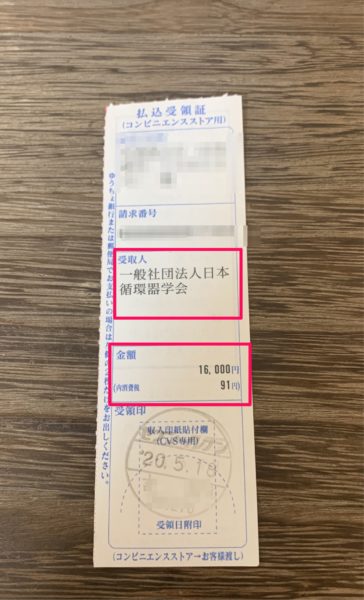 払込受領証
(コンビニエンスストア用)
請求番号
受取人
一般社団法人日本
循環器学会
金額
16,000円
(内消費税
91円)
受領印
収入印紙貼付欄
(CVS専用)
20.5.18
受領日附印
(コンビニエンスストア→お客様渡し)